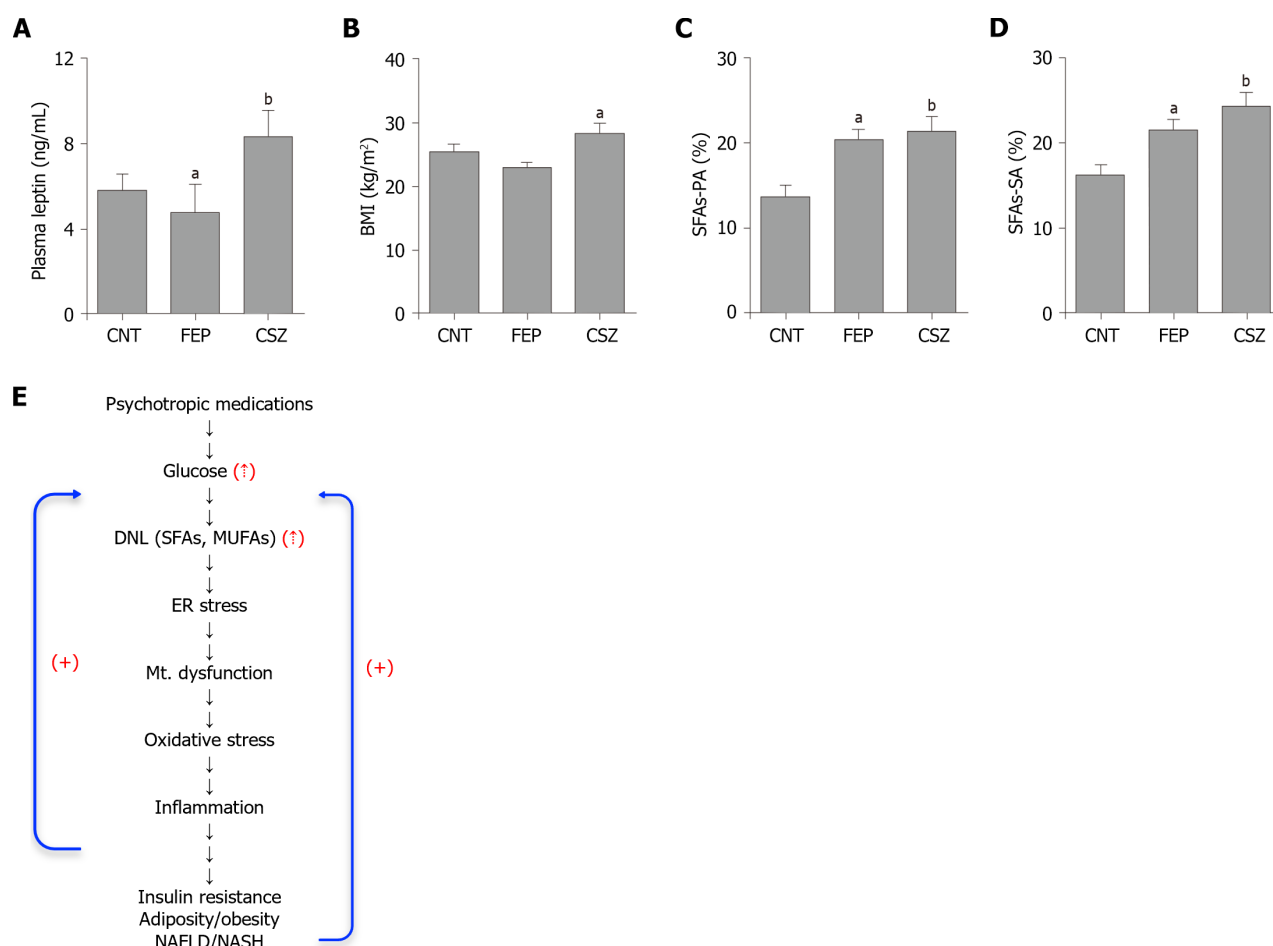 A
Plasma leptin (ng/mL)
12
8
4
0
a
b
CNT FEP CSZ
B
BMI (kg/m²)
40
30
20
10
0
a
CNT FEP CSZ
C
SFAs-PA (%)
30
20
10
0
a
b
CNT FEP CSZ
D
SFAs-SA (%)
30
20
10
0
a
b
CNT FEP CSZ
E
Psychotropic medications
↓
↓
Glucose (⇡)
↓
↓
DNL (SFAs, MUFAs) (⇡)
↓
↓
ER stress
↓
↓
(+)
(+)
Mt. dysfunction
↓
↓
Oxidative stress
↓
↓
Inflammation
↓
↓
↓
Insulin resistance
Adiposity/obesity
NAFLD/NASH